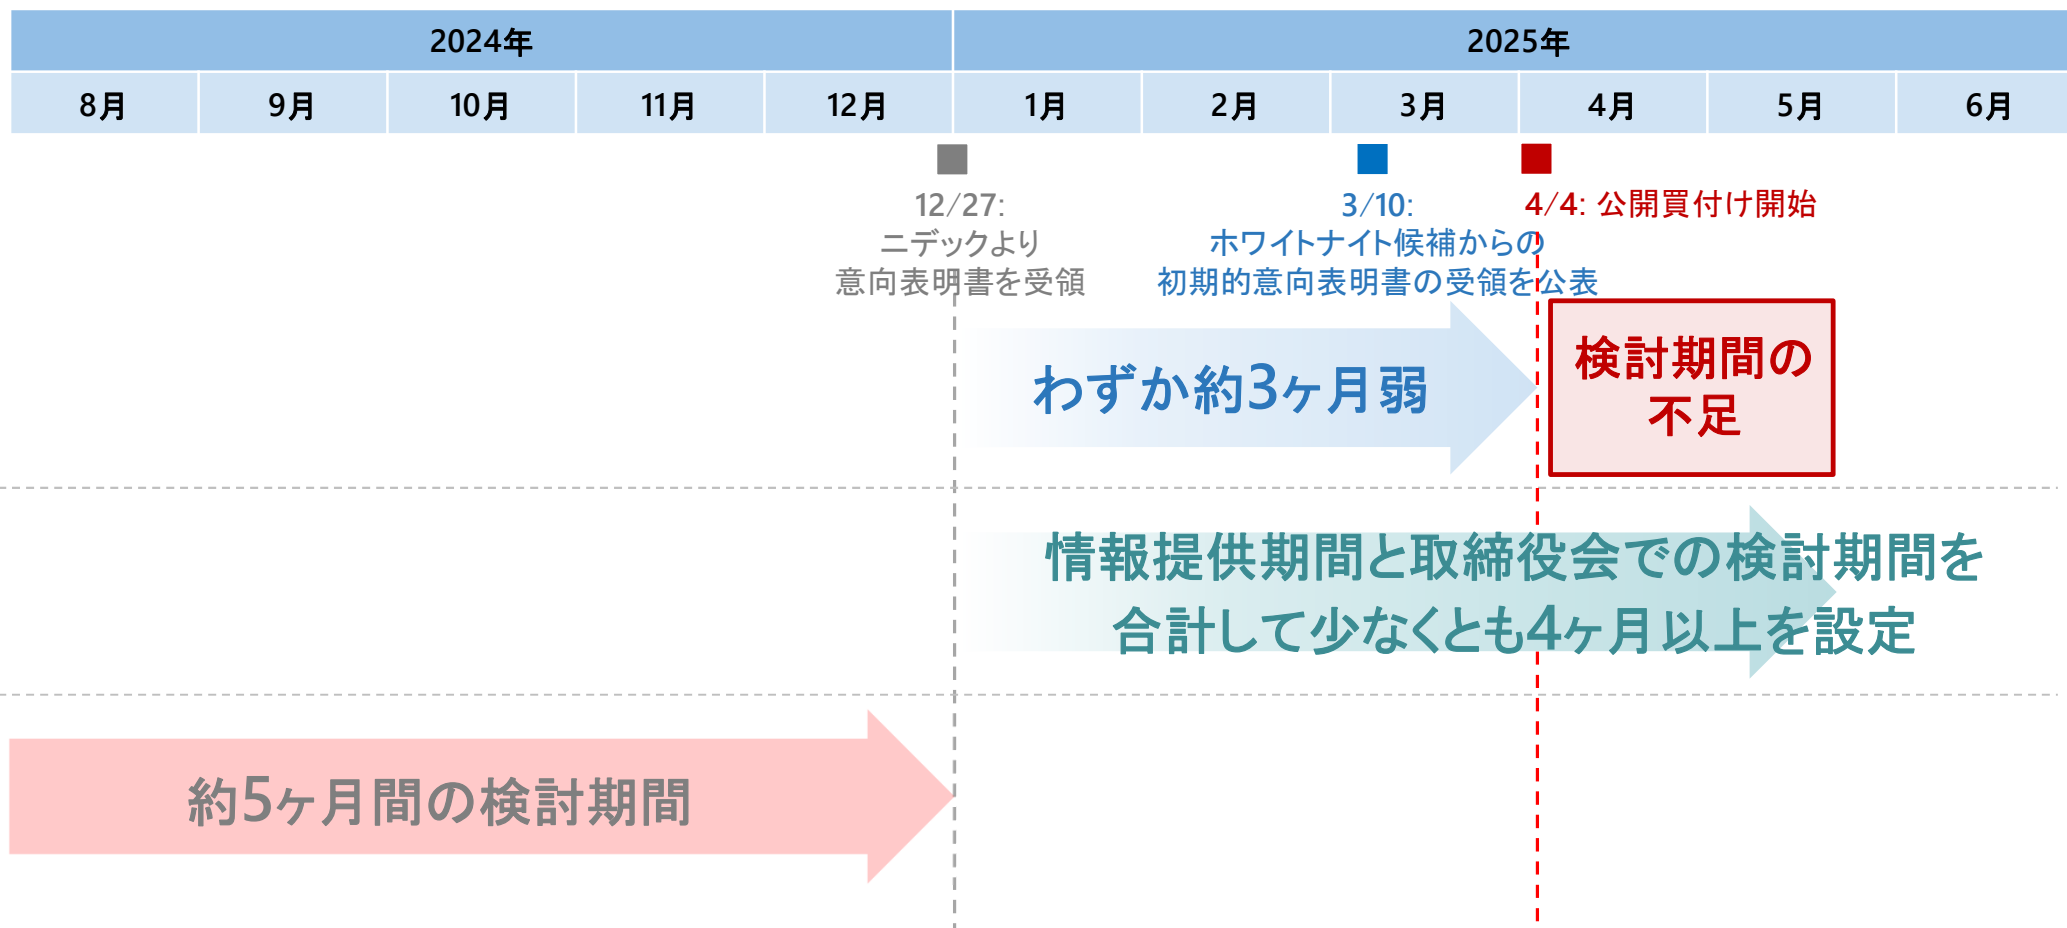 2024年
2025年
8月
9月
10月
11月
12月
1月
2月
3月
4月
5月
6月
12/27:
ニデックより
意向表明書を受領
3/10:
ホワイトナイト候補からの
初期的意向表明書の受領を公表
4/4: 公開買付け開始
わずか約3ヶ月弱
検討期間の
不足
情報提供期間と取締役会での検討期間を
合計して少なくとも4ヶ月以上を設定
約5ヶ月間の検討期間